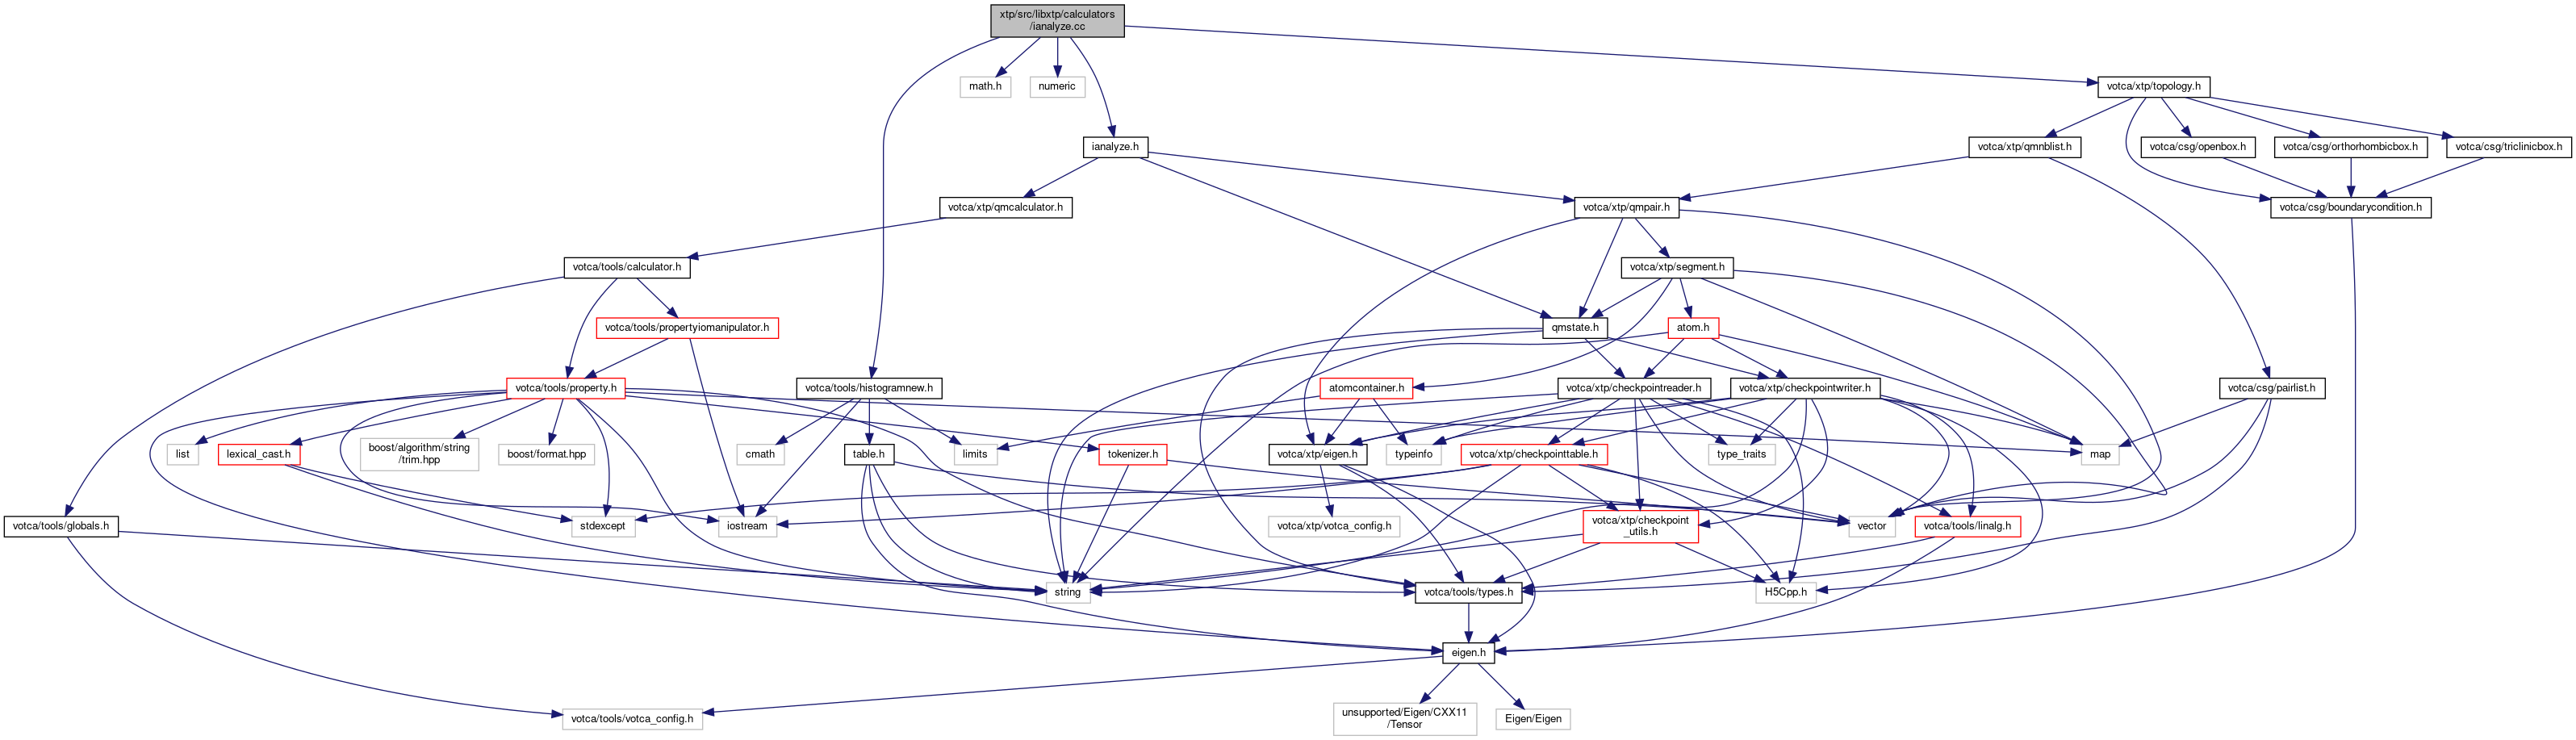 xtp/src/libxtp/calculators
/ianalyze.cc
math.h
numeric
votca/xtp/topology.h
ianalyze.h
votca/xtp/qmnblist.h
votca/csg/openbox.h
votca/csg/orthorhombicbox.h
votca/csg/triclinicbox.h
votca/xtp/qmcalculator.h
votca/xtp/qmpair.h
votca/csg/boundarycondition.h
votca/tools/calculator.h
votca/xtp/segment.h
votca/tools/propertyiomanipulator.h
qmstate.h
atom.h
votca/tools/property.h
votca/tools/histogramnew.h
atomcontainer.h
votca/xtp/checkpointreader.h
votca/xtp/checkpointwriter.h
votca/csg/pairlist.h
list
lexical_cast.h
boost/algorithm/string
/trim.hpp
boost/format.hpp
cmath
table.h
limits
tokenizer.h
votca/xtp/eigen.h
typeinfo
votca/xtp/checkpointtable.h
type_traits
map
votca/tools/globals.h
stdexcept
iostream
votca/xtp/votca_config.h
votca/xtp/checkpoint
_utils.h
vector
votca/tools/linalg.h
string
votca/tools/types.h
H5Cpp.h
eigen.h
votca/tools/votca_config.h
unsupported/Eigen/CXX11
/Tensor
Eigen/Eigen